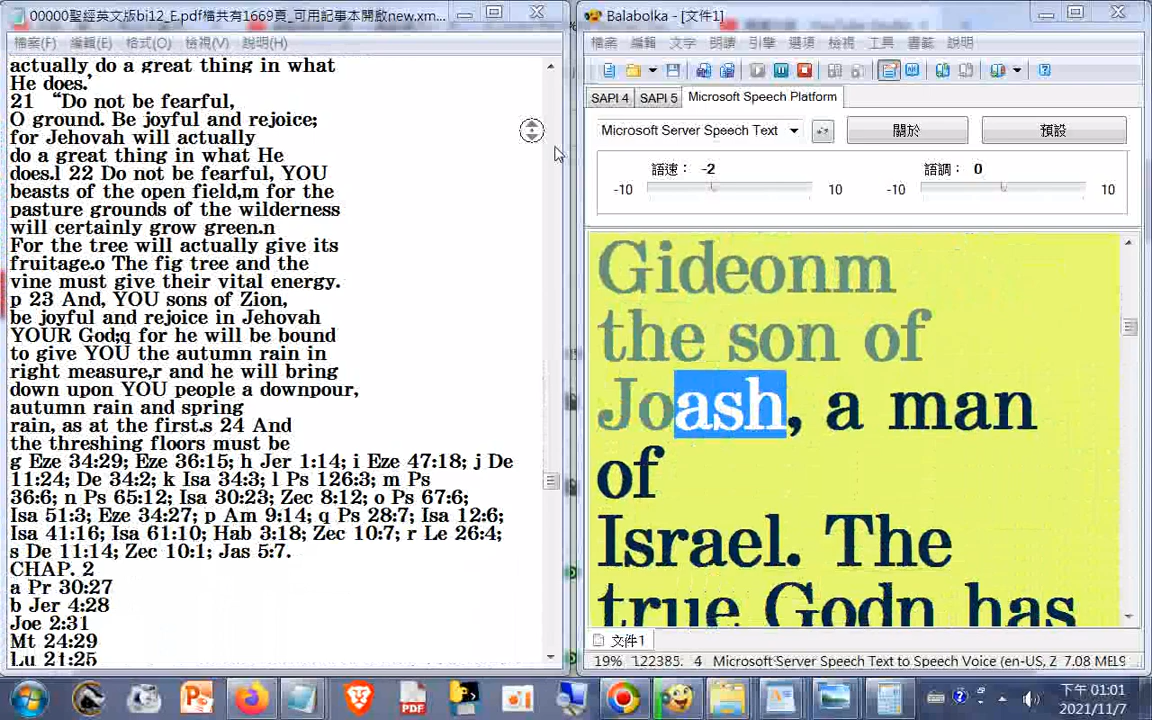 00000聖經英文版bi12_E.pdf檔共有1669頁_可用記事本開啟new.xm...
檔案(F) 編輯(E) 格式(O) 檢視(V) 說明(H)
actually do a great thing in what
He does.’
21 “Do not be fearful,
O ground. Be joyful and rejoice;
for Jehovah will actually
do a great thing in what He
does.l 22 Do not be fearful, YOU
beasts of the open field,m for the
pasture grounds of the wilderness
will certainly grow green.n
For the tree will actually give its
fruitage.o The fig tree and the
vine must give their vital energy.
p 23 And, YOU sons of Zion,
be joyful and rejoice in Jehovah
YOUR God;q for he will be bound
to give YOU the autumn rain in
right measure,r and he will bring
down upon YOU people a downpour,
autumn rain and spring
rain, as at the first.s 24 And
the threshing floors must be
g Eze 34:29; Eze 36:15; h Jer 1:14; i Eze 47:18; j De
11:24; De 34:2; k Isa 34:3; l Ps 126:3; m Ps
36:6; n Ps 65:12; Isa 30:23; Zec 8:12; o Ps 67:6;
Isa 51:3; Eze 34:27; p Am 9:14; q Ps 28:7; Isa 12:6;
Isa 41:16; Isa 61:10; Hab 3:18; Zec 10:7; r Le 26:4;
s De 11:14; Zec 10:1; Jas 5:7.
CHAP. 2
a Pr 30:27
b Jer 4:28
Joe 2:31
Mt 24:29
Lu 21:25
Balabolka - [文件1]
檔案 編輯 文字 朗讀 引擎 選項 檢視 工具 書籤 說明
SAPI 4 SAPI 5 Microsoft Speech Platform
Microsoft Server Speech Text 關於 預設
語速： -2 語調： 0
-10 10 -10 10
Gideonm
the son of
Joash, a man
of
Israel. The
true Godn has
文件1
19% 122385: 4 Microsoft Server Speech Text to Speech Voice (en-US, Z 7.08 МБ
PDF
下午 01:01
2021/11/7